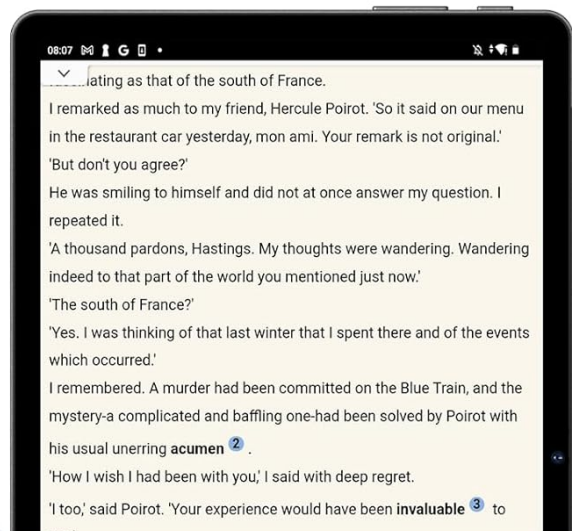 08:07 G
ating as that of the south of France.
I remarked as much to my friend, Hercule Poirot. 'So it said on our menu
in the restaurant car yesterday, mon ami. Your remark is not original.'
'But don't you agree?'
He was smiling to himself and did not at once answer my question. I
repeated it.
'A thousand pardons, Hastings. My thoughts were wandering. Wandering
indeed to that part of the world you mentioned just now.'
'The south of France?'
'Yes. I was thinking of that last winter that I spent there and of the events
which occurred.'
I remembered. A murder had been committed on the Blue Train, and the
mystery-a complicated and baffling one-had been solved by Poirot with
his usual unerring acumen 2 .
'How I wish I had been with you,' I said with deep regret.
'I too,' said Poirot. 'Your experience would have been invaluable 3 to